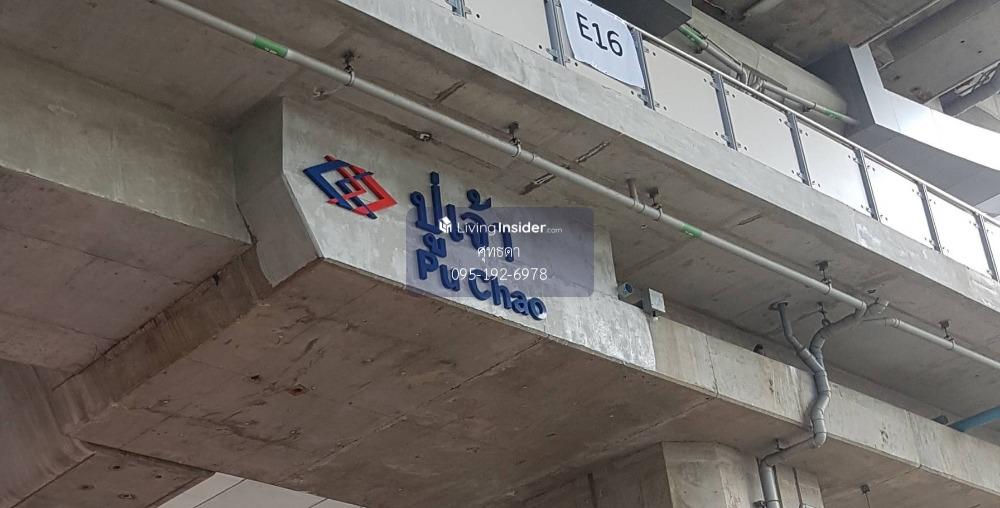 E16
ปู่เจ้า
Pu Chao
LivingInsider.com
ศุทธดา
095-192-6978